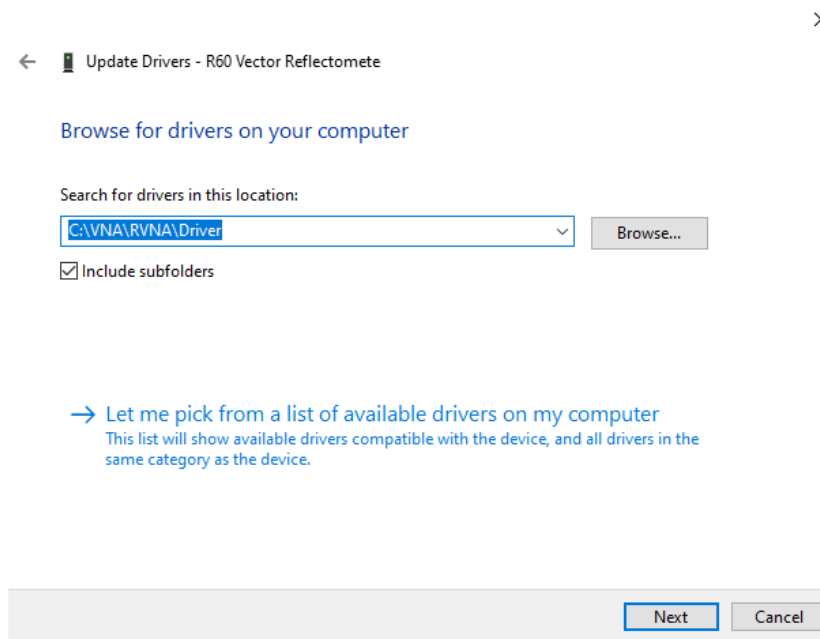 Update Drivers - R60 Vector Reflectomete
Browse for drivers on your computer
Search for drivers in this location:
C:\VNA\RVNA\Driver
Browse...
Include subfolders
Let me pick from a list of available drivers on my computer
This list will show available drivers compatible with the device, and all drivers in the
same category as the device.
Next
Cancel